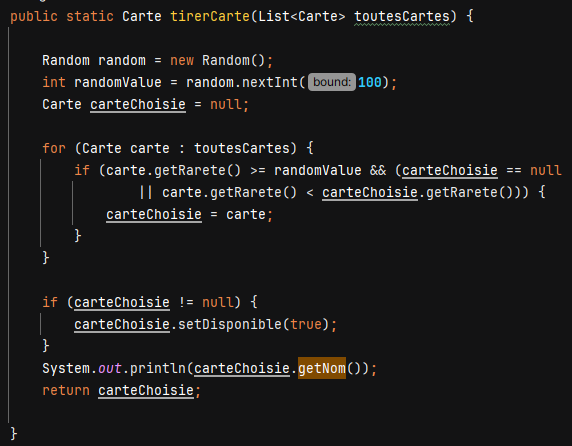 public static Carte tirerCarte(List<Carte> toutesCartes) {
Random random = new Random();
int randomValue = random.nextInt( bound: 100);
Carte carteChoisie = null;
for (Carte carte : toutesCartes) {
if (carte.getRarete() >= randomValue && (carteChoisie == null
|| carte.getRarete() < carteChoisie.getRarete())) {
carteChoisie = carte;
}
}
if (carteChoisie != null) {
carteChoisie.setDisponible(true);
}
System.out.println(carteChoisie.getNom());
return carteChoisie;
}